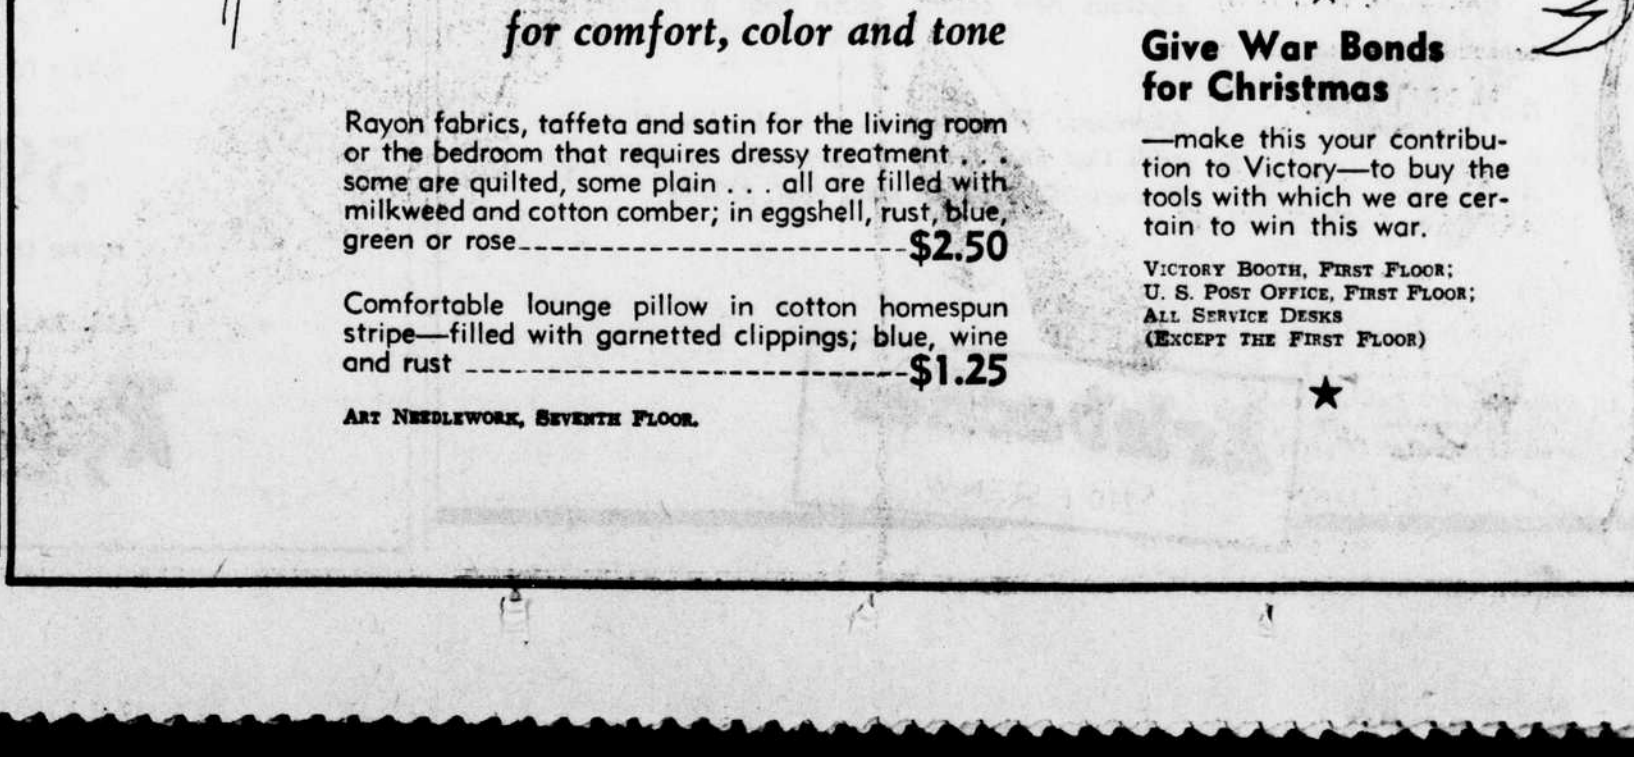 for comfort, color and tone
Rayon fabrics, taffeta and satin for the living room
or the bedroom that requires dressy treatment . . .
some are quilted, some plain . . . all are filled with
milkweed and cotton comber; in eggshell, rust, blue,
green or rose------------------------$2.50
Comfortable lounge pillow in cotton homespun
stripe—filled with garnetted clippings; blue, wine
and rust ---------------------------$1.25
ART NEEDLEWORK, SEVENTH FLOOR.
Give War Bonds
for Christmas
—make this your contribu-
tion to Victory—to buy the
tools with which we are cer-
tain to win this war.
VICTORY BOOTH, FIRST FLOOR;
U. S. POST OFFICE, FIRST FLOOR;
ALL SERVICE DESKS
(EXCEPT THE FIRST FLOOR)